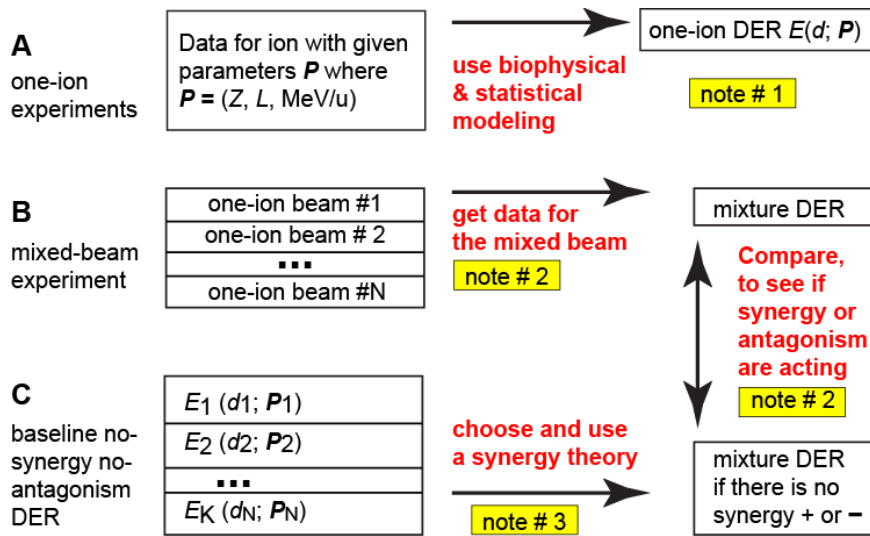 A
one-ion
experiments
Data for ion with given
parameters P where
P = (Z, L, MeV/u)
use biophysical
& statistical
modeling
one-ion DER E(d; P)
note # 1
B
mixed-beam
experiment
one-ion beam #1
one-ion beam # 2
...
one-ion beam #N
get data for
the mixed beam
note # 2
mixture DER
Compare,
to see if
synergy or
antagonism
are acting
note # 2
C
baseline no-
synergy no-
antagonism
DER
E1 (d1; P1)
E2 (d2; P2)
...
EK (dN; PN)
choose and use
a synergy theory
note # 3
mixture DER
if there is no
synergy + or –